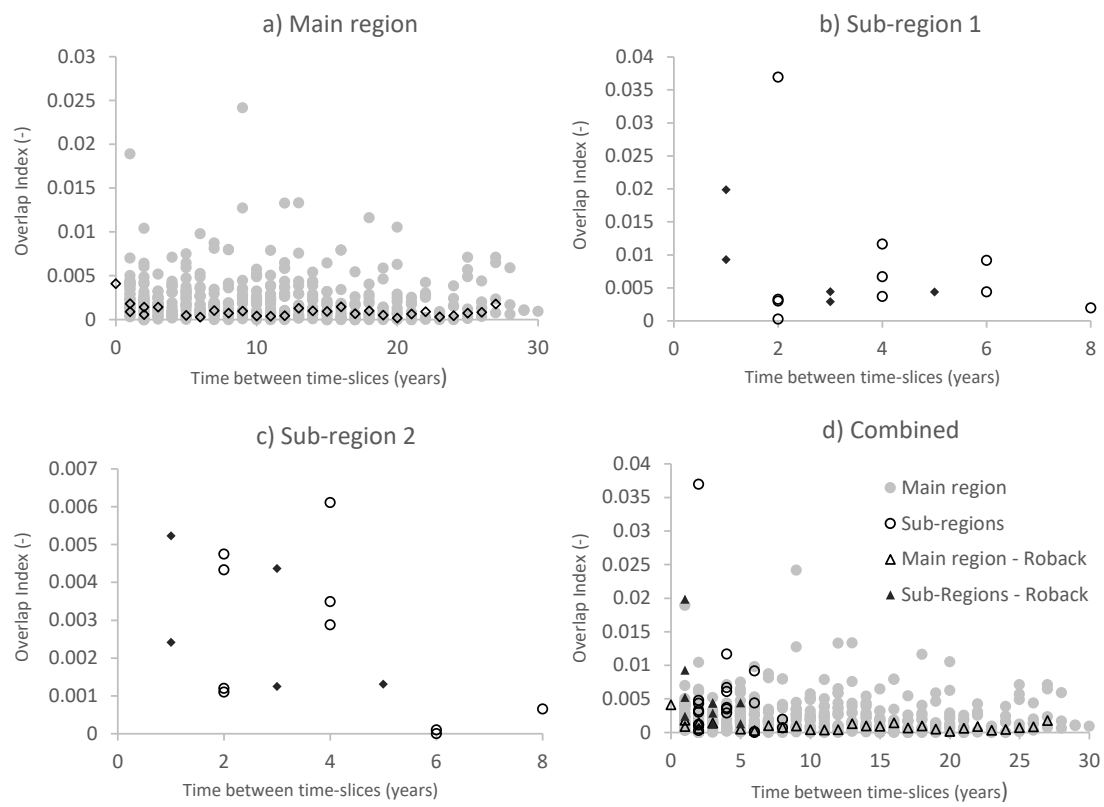 a) Main region
Overlap Index (-)
0.03
0.025
0.02
0.015
0.01
0.005
0
0 10 20 30
Time between time-slices (years)
b) Sub-region 1
Overlap Index (-)
0.04
0.035
0.03
0.025
0.02
0.015
0.01
0.005
0
0 2 4 6 8
Time between time-slices (years)
c) Sub-region 2
Overlap Index (-)
0.007
0.006
0.005
0.004
0.003
0.002
0.001
0
0 2 4 6 8
Time between time-slices (years)
d) Combined
Overlap Index (-)
0.04
0.035
0.03
0.025
0.02
0.015
0.01
0.005
0
Main region
Sub-regions
Main region - Roback
Sub-Regions - Roback
0 5 10 15 20 25 30
Time between time-slices (years)